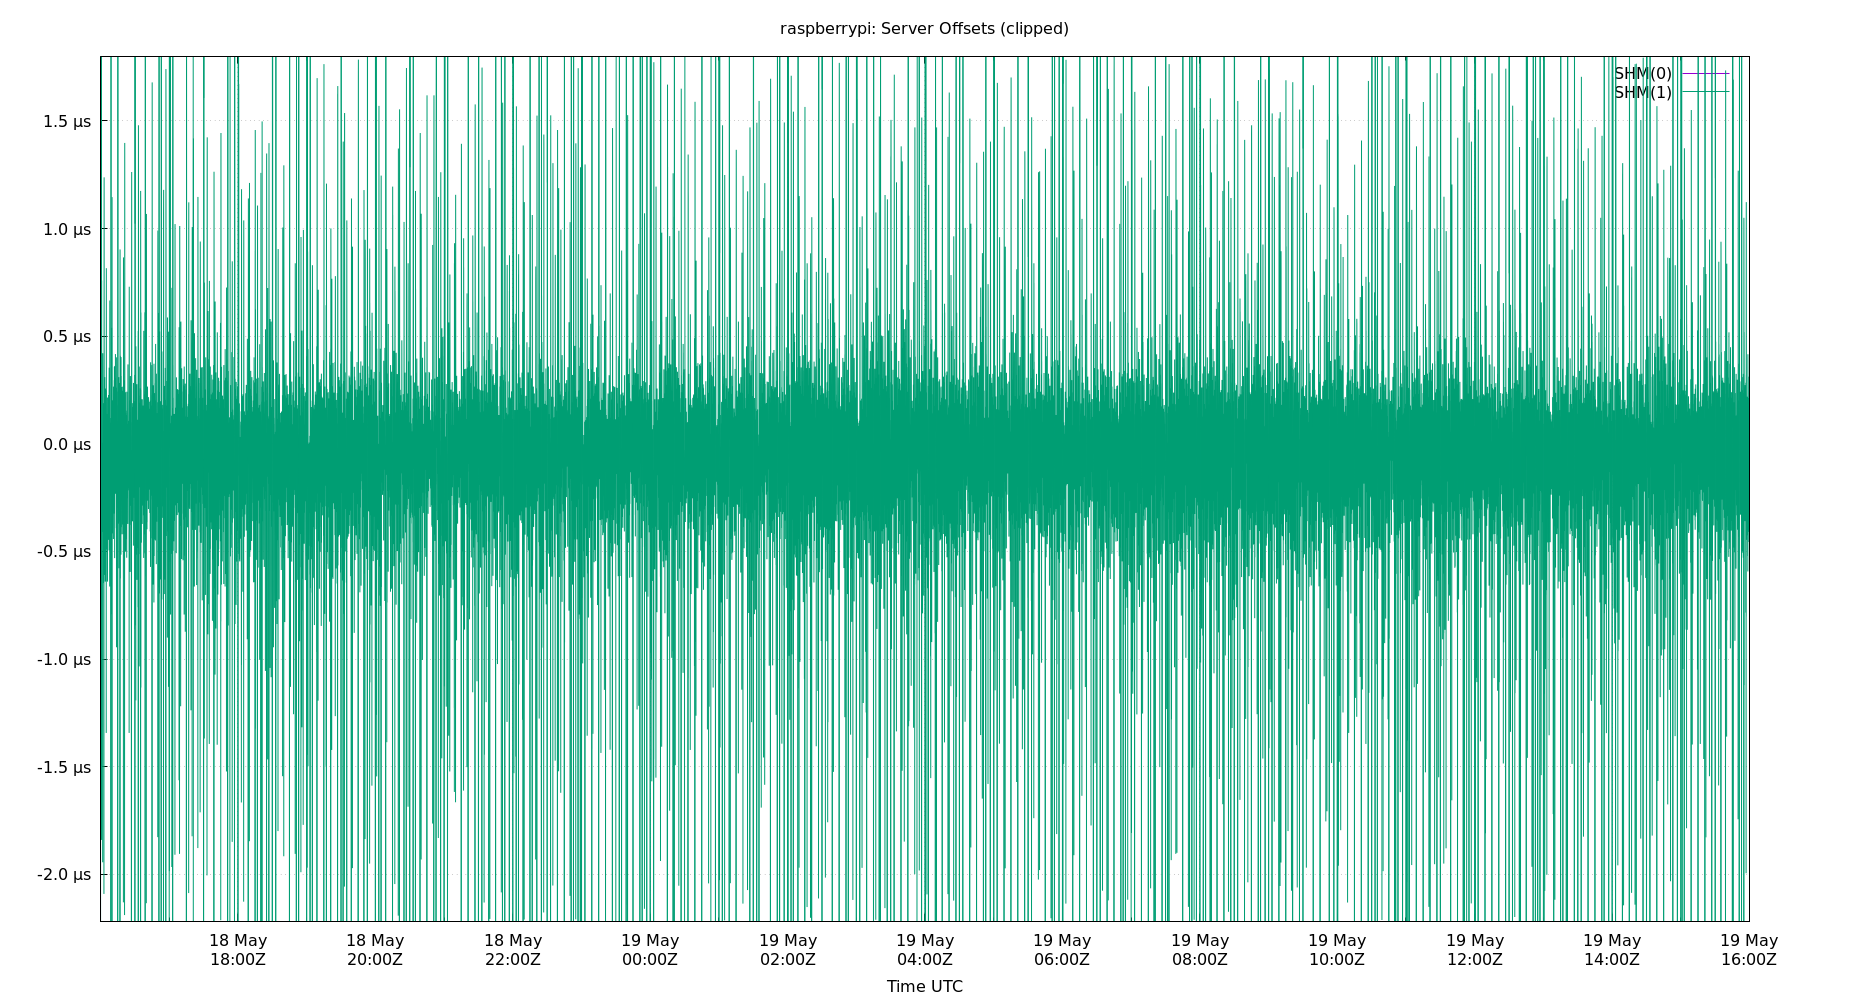 raspberrypi: Server Offsets (clipped)
SHM(0)
SHM(1)
1.5 µs
1.0 µs
0.5 µs
0.0 µs
-0.5 µs
-1.0 µs
-1.5 µs
-2.0 µs
18 May 18 May 18 May 19 May 19 May 19 May 19 May 19 May 19 May 19 May 19 May 19 May
18:00Z 20:00Z 22:00Z 00:00Z 02:00Z 04:00Z 06:00Z 08:00Z 10:00Z 12:00Z 14:00Z 16:00Z
Time UTC